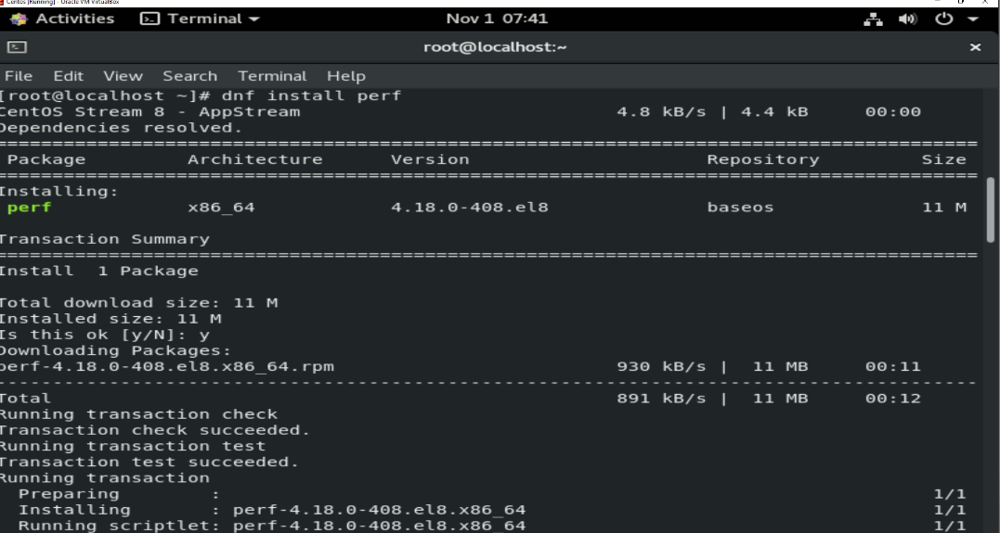 Centos [Running] - Oracle VM VirtualBox
Activities Terminal Nov 1 07:41
root@localhost:~
File Edit View Search Terminal Help
[root@localhost ~]# dnf install perf
CentOS Stream 8 - AppStream 4.8 kB/s | 4.4 kB 00:00
Dependencies resolved.
================================================================================
Package Architecture Version Repository Size
================================================================================
Installing:
perf x86_64 4.18.0-408.el8 baseos 11 M
Transaction Summary
================================================================================
Install 1 Package
Total download size: 11 M
Installed size: 11 M
Is this ok [y/N]: y
Downloading Packages:
perf-4.18.0-408.el8.x86_64.rpm 930 kB/s | 11 MB 00:11
--------------------------------------------------------------------------------
Total 891 kB/s | 11 MB 00:12
Running transaction check
Transaction check succeeded.
Running transaction test
Transaction test succeeded.
Running transaction
Preparing : 1/1
Installing : perf-4.18.0-408.el8.x86_64 1/1
Running scriptlet: perf-4.18.0-408.el8.x86_64 1/1